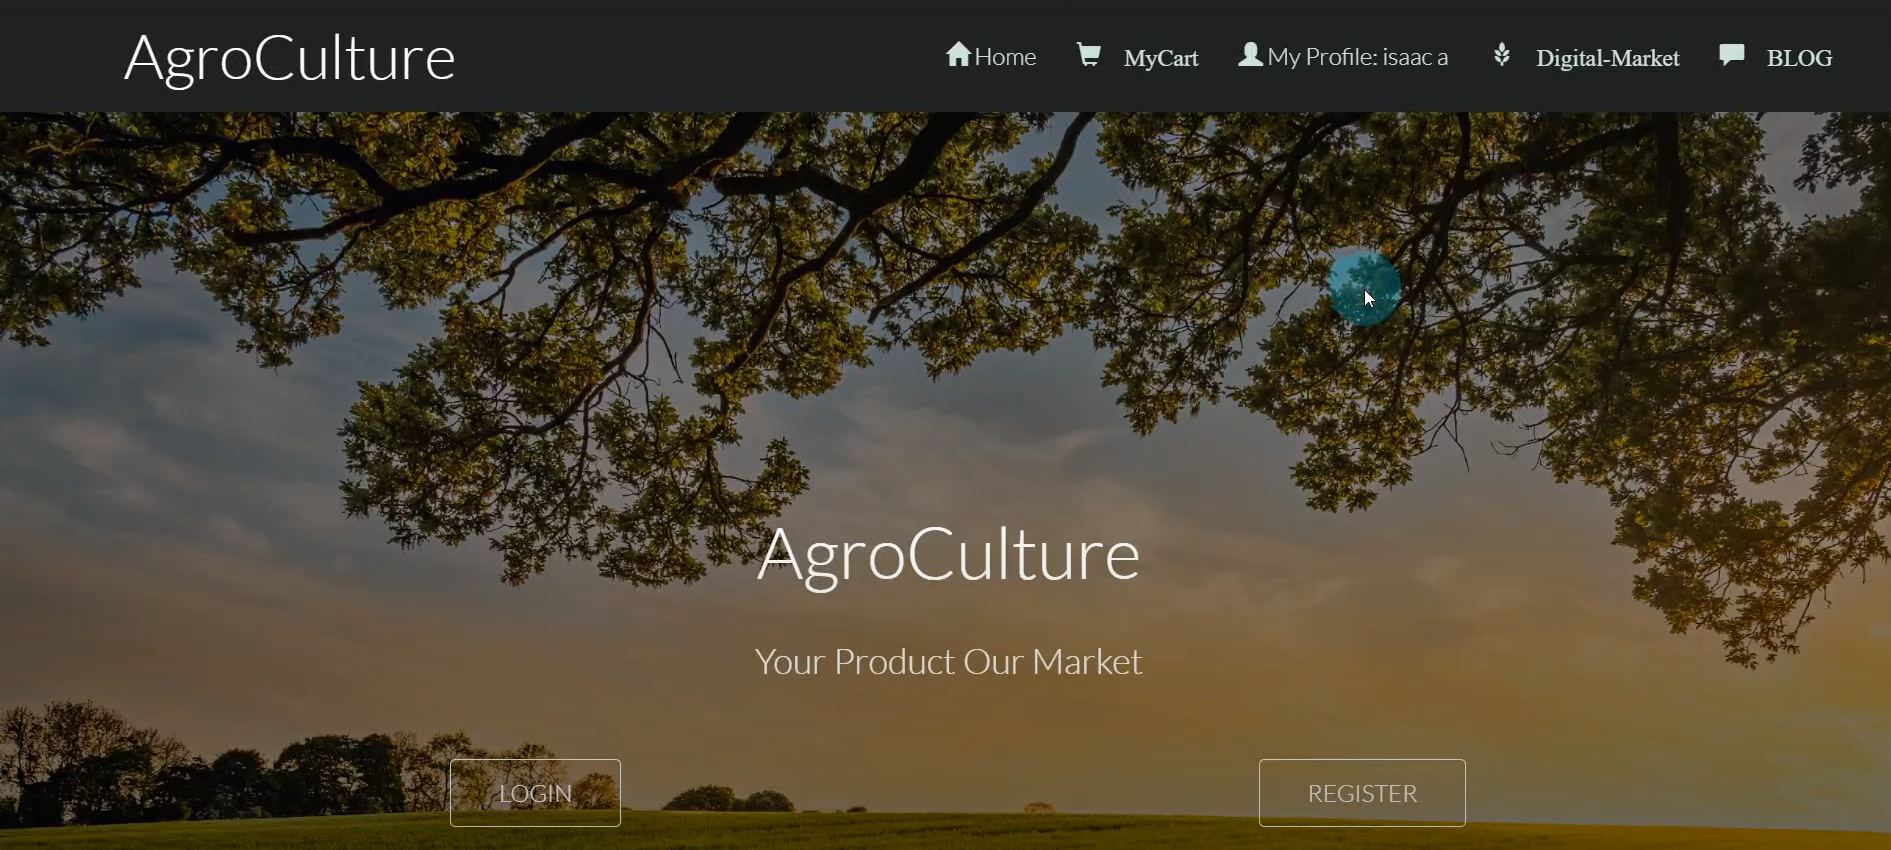 AgroCulture Home MyCart My Profile: isaac a Digital-Market BLOG
AgroCulture
Your Product Our Market
LOGIN REGISTER